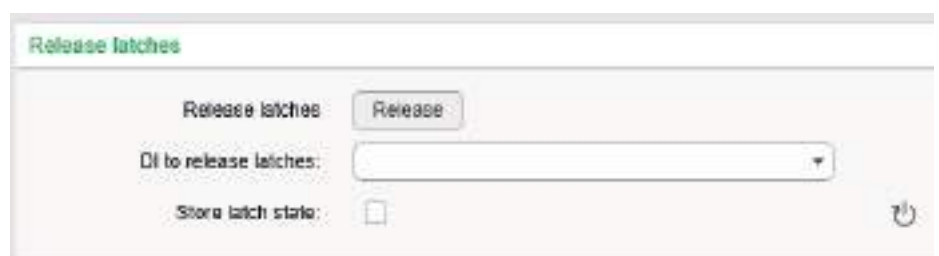 Release latches
Release latches Release
DI to release latches:
Store latch state: